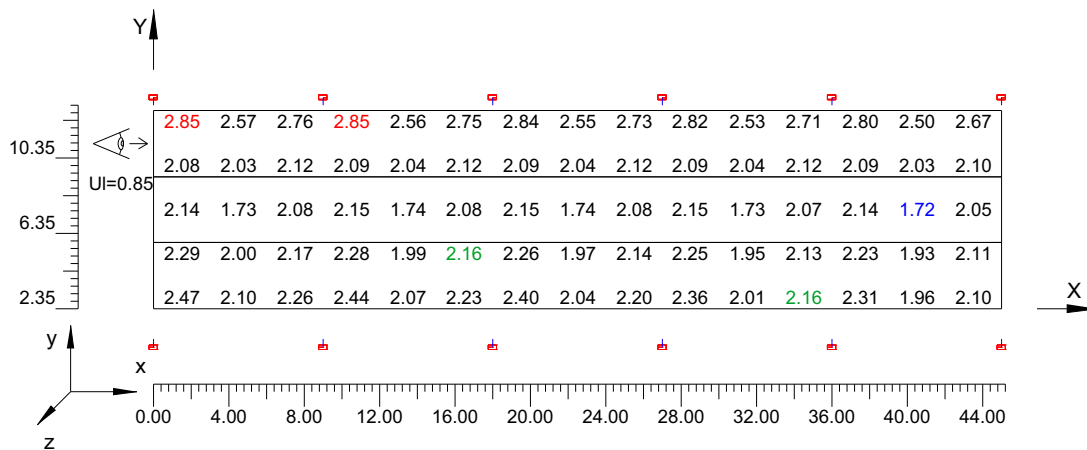 Y
2.85 2.57 2.76 2.85 2.56 2.75 2.84 2.55 2.73 2.82 2.53 2.71 2.80 2.50 2.67
10.35
2.08 2.03 2.12 2.09 2.04 2.12 2.09 2.04 2.12 2.09 2.04 2.12 2.09 2.03 2.10
UI=0.85
2.14 1.73 2.08 2.15 1.74 2.08 2.15 1.74 2.08 2.15 1.73 2.07 2.14 1.72 2.05
6.35
2.29 2.00 2.17 2.28 1.99 2.16 2.26 1.97 2.14 2.25 1.95 2.13 2.23 1.93 2.11
2.35
2.47 2.10 2.26 2.44 2.07 2.23 2.40 2.04 2.20 2.36 2.01 2.16 2.31 1.96 2.10
X
y
x
z
0.00 4.00 8.00 12.00 16.00 20.00 24.00 28.00 32.00 36.00 40.00 44.00